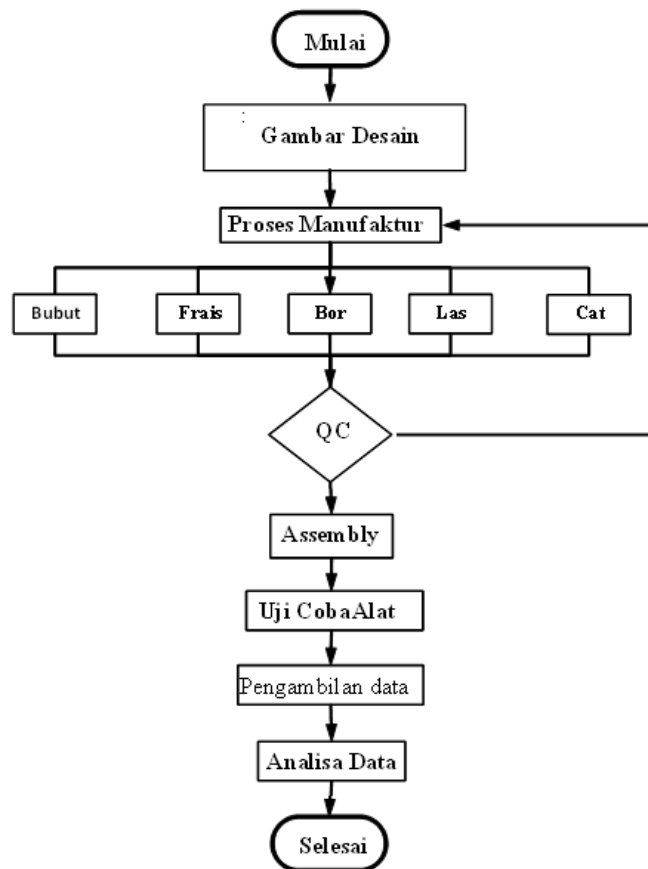 Mulai
:
Gambar Desain
Proses Manufaktur
Bubut
Frais
Bor
Las
Cat
QC
Assembly
Uji CobaAlat
Pengambilan data
Analisa Data
Selesai